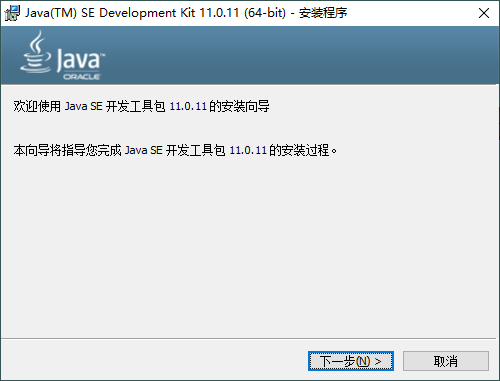 Java(TM) SE Development Kit 11.0.11 (64-bit) - 安装程序
Java™
ORACLE
欢迎使用 Java SE 开发工具包 11.0.11 的安装向导
本向导将指导您完成 Java SE 开发工具包 11.0.11 的安装过程。
下一步(N) >
取消